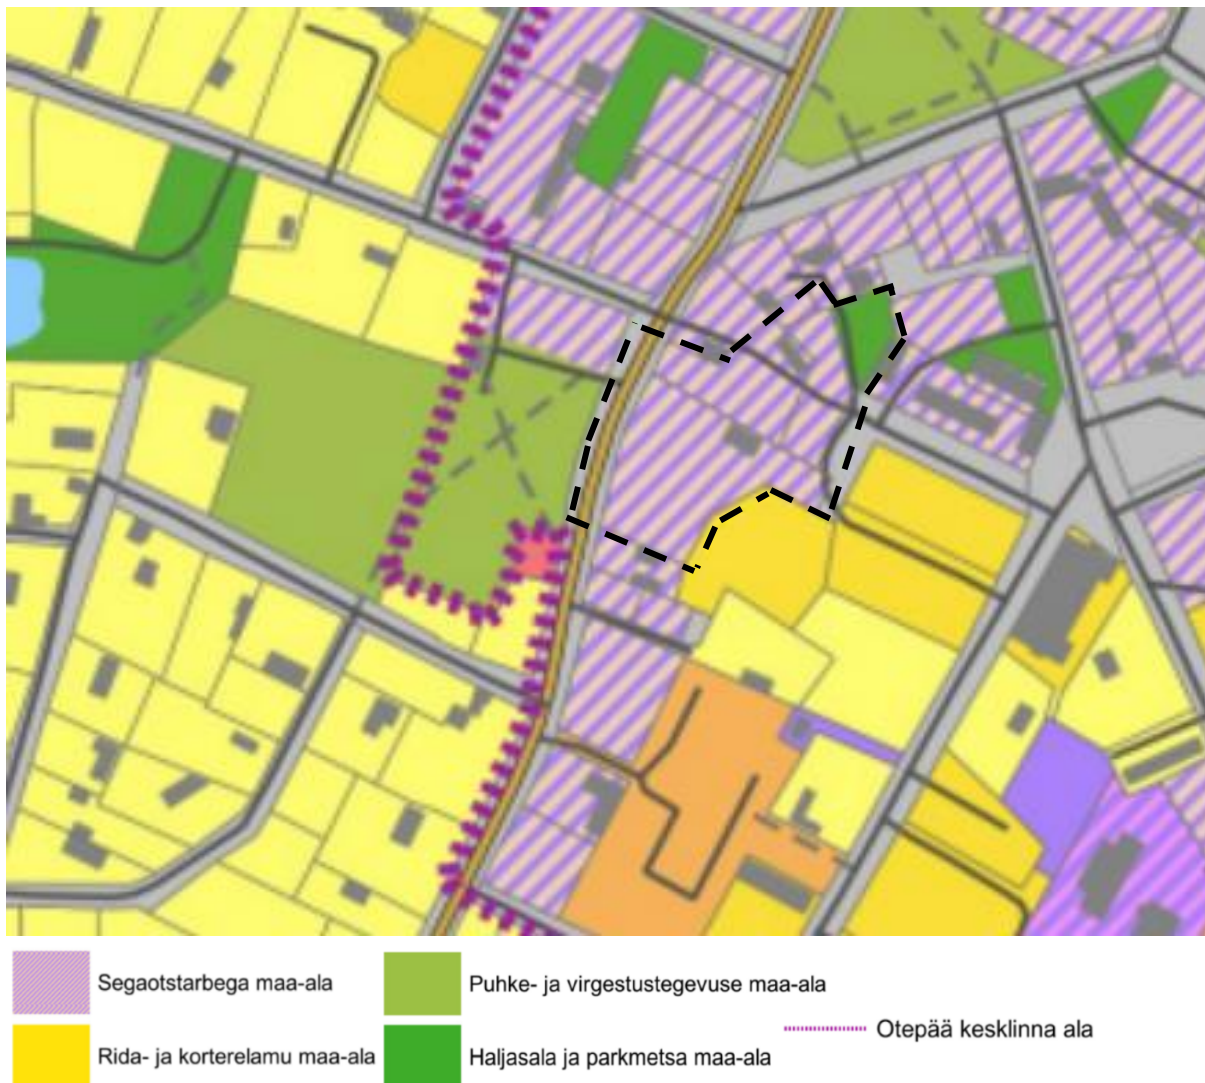 Segaotstarbega maa-ala
Puhke- ja virgestustegevuse maa-ala
Otepää kesklinna ala
Rida- ja korterelamu maa-ala
Haljasala ja parkmetsa maa-ala